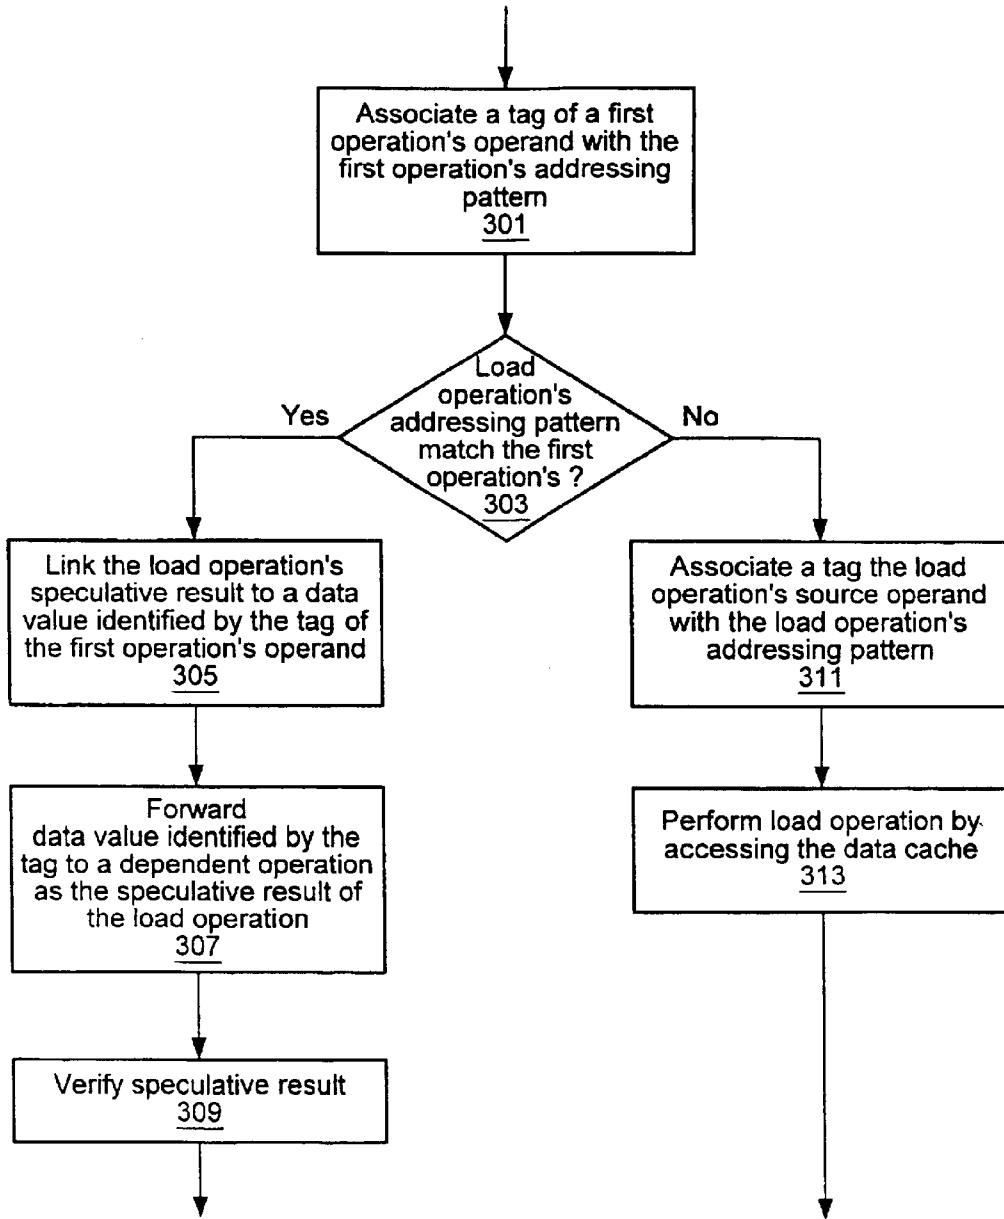 Associate a tag of a first
operation's operand with the
first operation's addressing
pattern
301
Load
operation's
addressing pattern
match the first
operation's ?
303
Yes
No
Link the load operation's
speculative result to a data
value identified by the tag of
the first operation's operand
305
Forward
data value identified by the
tag to a dependent operation
as the speculative result of
the load operation
307
Verify speculative result
309
Associate a tag the load
operation's source operand
with the load operation's
addressing pattern
311
Perform load operation by
accessing the data cache
313